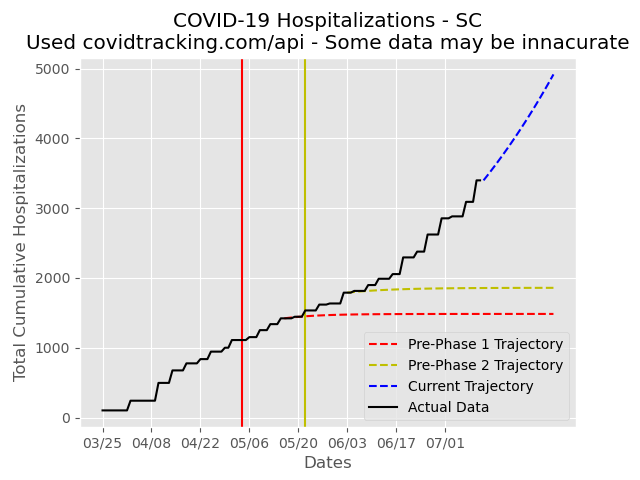 COVID-19 Hospitalizations - SC
Used covidtracking.com/api - Some data may be innacurate
Total Cumulative Hospitalizations
5000
4000
3000
2000
1000
0
Pre-Phase 1 Trajectory
Pre-Phase 2 Trajectory
Current Trajectory
Actual Data
03/25 04/08 04/22 05/06 05/20 06/03 06/17 07/01
Dates